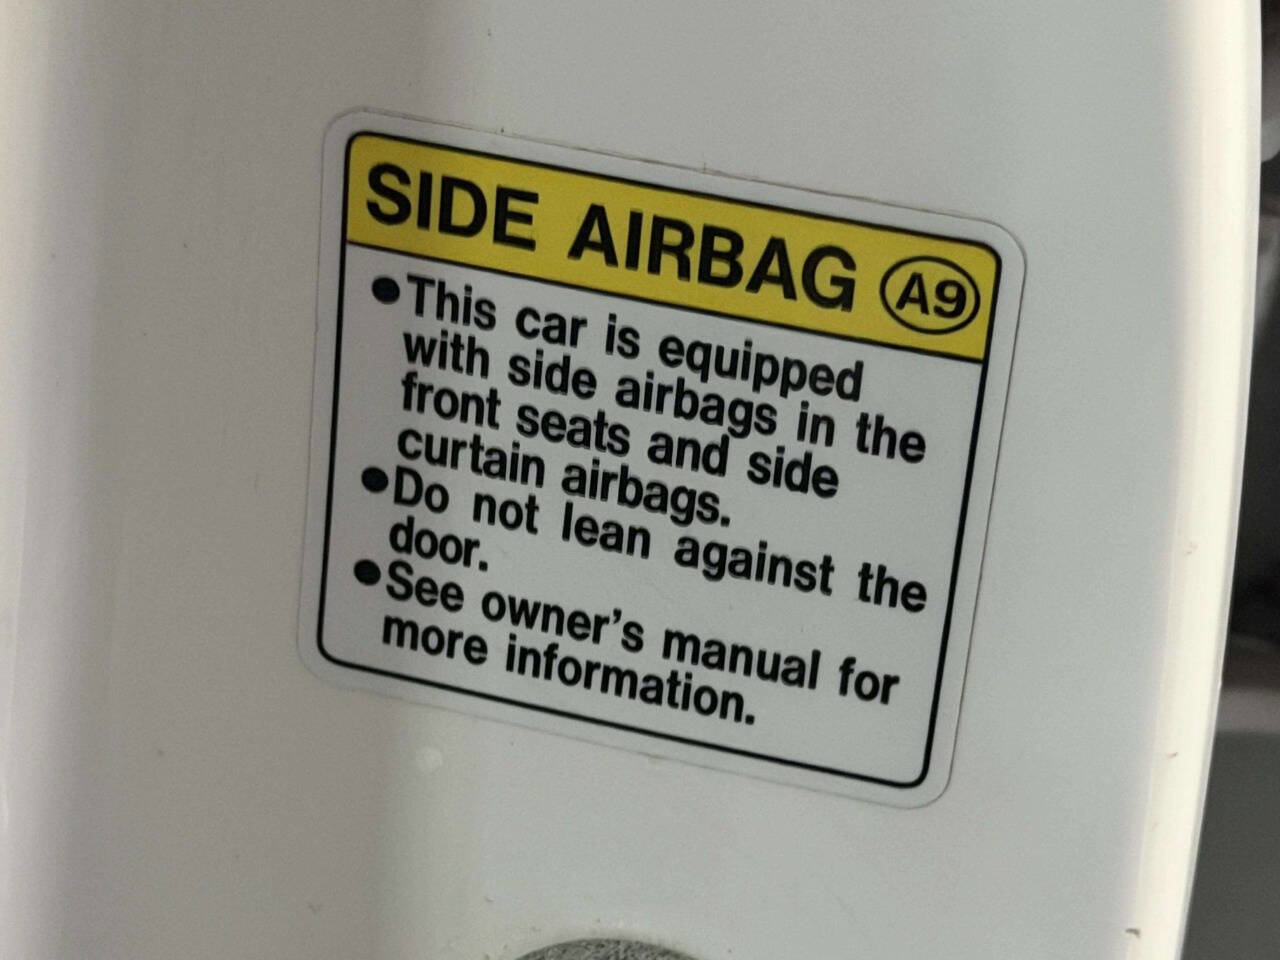 SIDE AIRBAG A9
●This car is equipped
with side airbags in the
front seats and side
curtain airbags.
●Do not lean against the
door.
●See owner's manual for
more information.